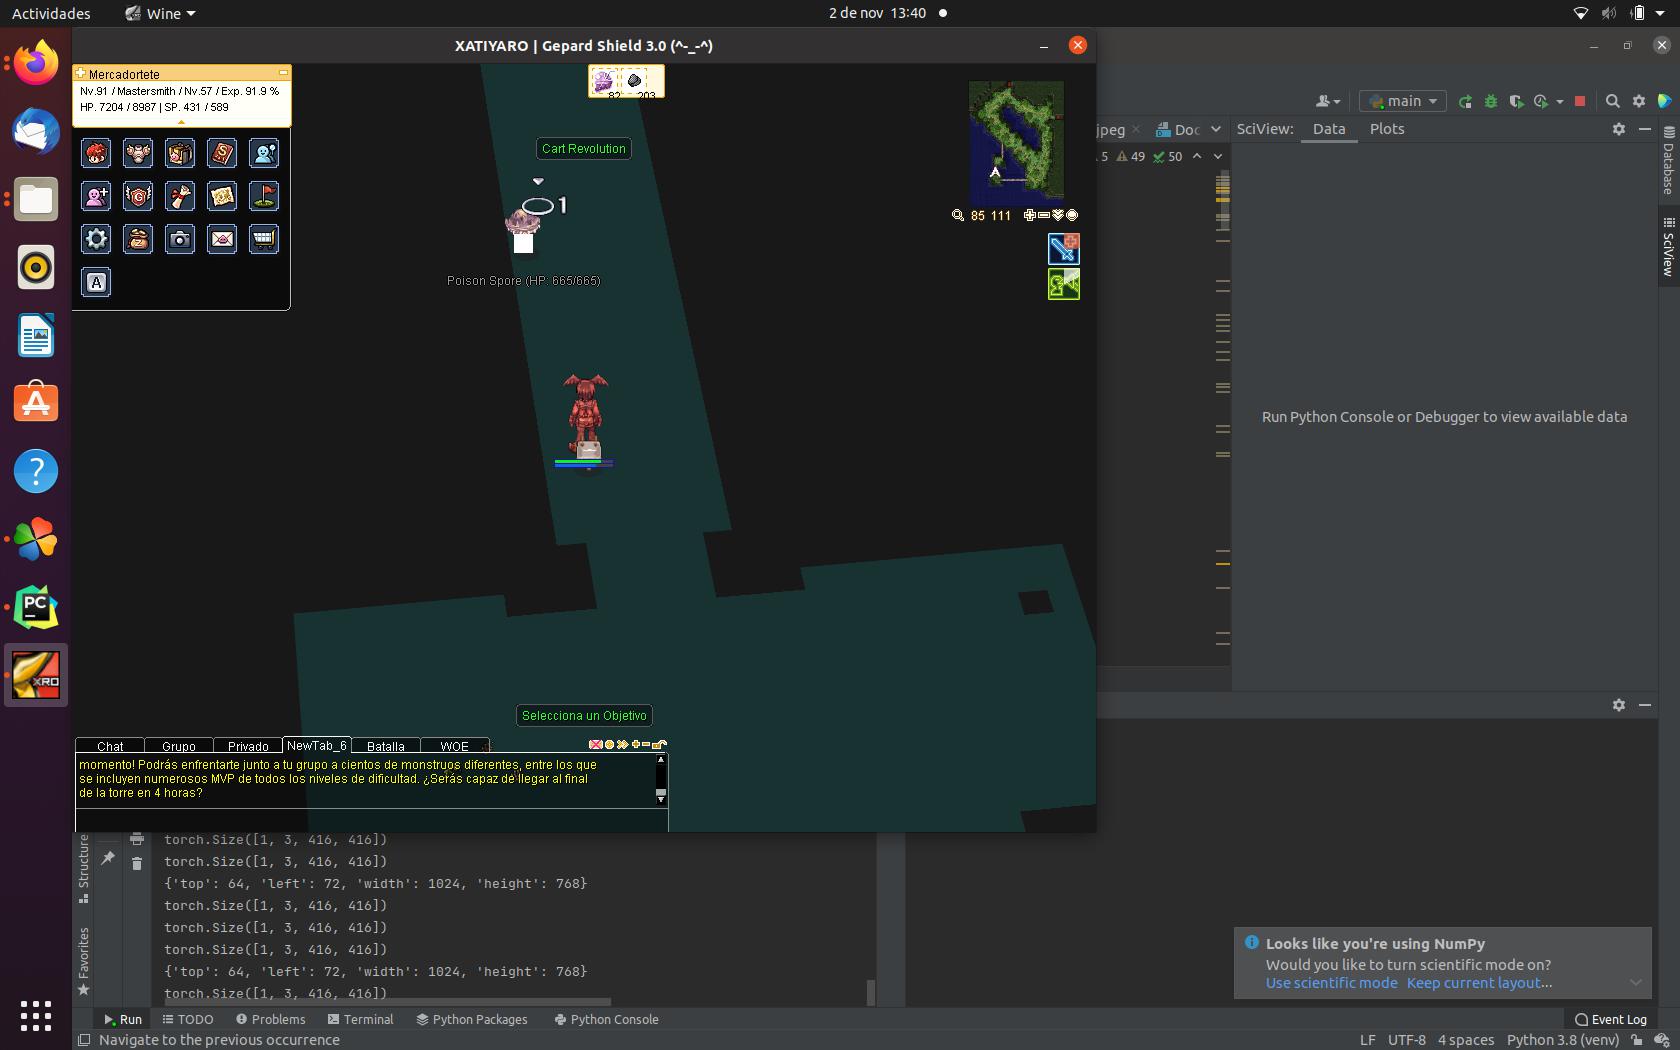 Actividades
Wine
2 de nov 13:40
XATIYARO | Gepard Shield 3.0 (^-_-^)
Mercadortete
Nv.91 / Mastersmith / Nv.57 / Exp. 91.9 %
HP. 7204 / 8987 | SP. 431 / 589
82 203
Cart Revolution
1
Poison Spore (HP: 665/665)
85 111
A
A
Selecciona un Objetivo
Chat Grupo Privado NewTab_6 Batalla WOE
momento! Podrás enfrentarte junto a tu grupo a cientos de monstruos diferentes, entre los que
se incluyen numerosos MVP de todos los niveles de dificultad. ¿Serás capaz de llegar al final
de la torre en 4 horas?
main
jpeg
Doc
SciView: Data Plots
5 49 50
Database
SciView
Run Python Console or Debugger to view available data
PC
XRO
torch.Size([1, 3, 416, 416])
torch.Size([1, 3, 416, 416])
{'top': 64, 'left': 72, 'width': 1024, 'height': 768}
torch.Size([1, 3, 416, 416])
torch.Size([1, 3, 416, 416])
torch.Size([1, 3, 416, 416])
{'top': 64, 'left': 72, 'width': 1024, 'height': 768}
torch.Size([1, 3, 416, 416])
Structure
Favorites
Looks like you're using NumPy
Would you like to turn scientific mode on?
Use scientific mode Keep current layout...
Run TODO Problems Terminal Python Packages Python Console
Event Log
Navigate to the previous occurrence
LF UTF-8 4 spaces Python 3.8 (venv)